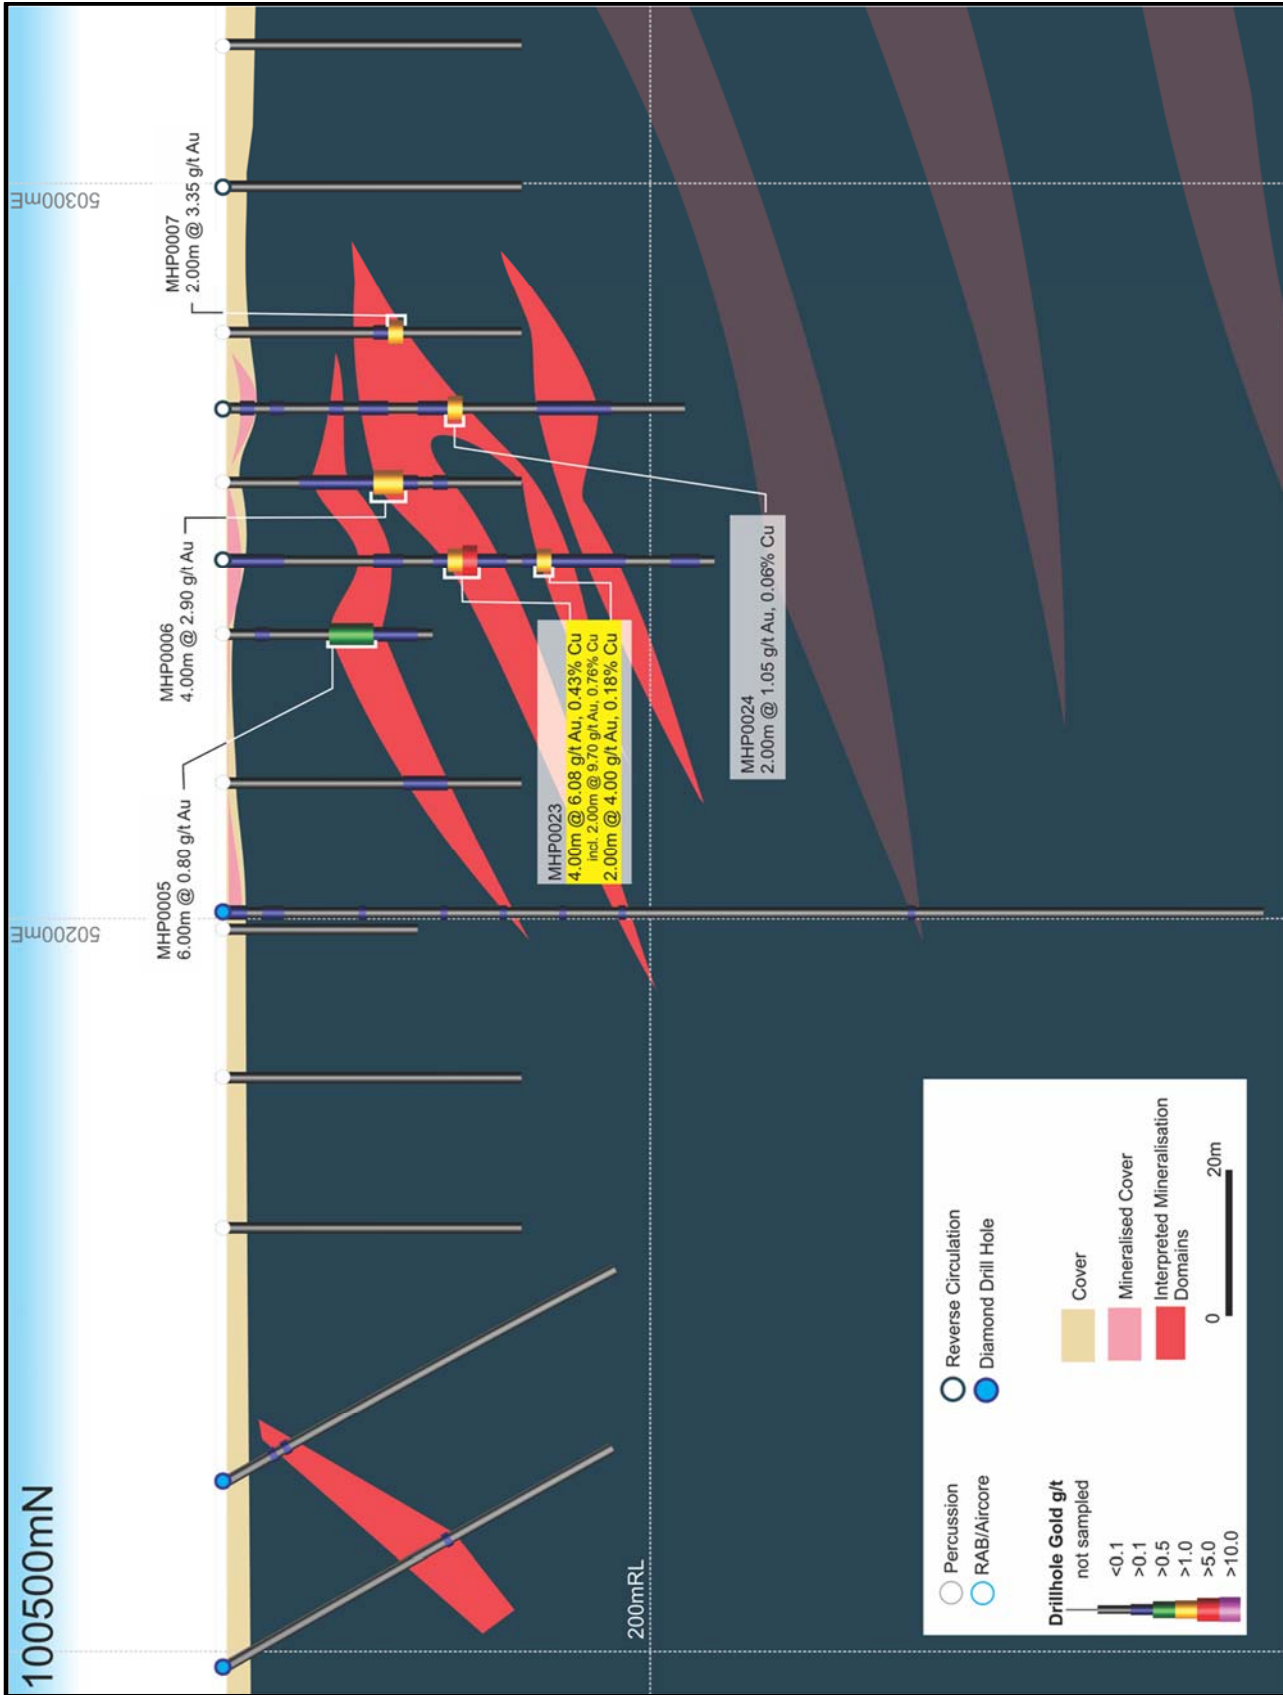 100500mN
50200mE
50300mE
MHP0005
6.00m @ 0.80 g/t Au
MHP0006
4.00m @ 2.90 g/t Au
MHP0007
2.00m @ 3.35 g/t Au
MHP0023
4.00m @ 6.08 g/t Au, 0.43% Cu
incl. 2.00m @ 9.70 g/t Au, 0.76% Cu
2.00m @ 4.00 g/t Au, 0.18% Cu
MHP0024
2.00m @ 1.05 g/t Au, 0.06% Cu
200mRL
Percussion
Reverse Circulation
RAB/Aircore
Diamond Drill Hole
Drillhole Gold g/t
not sampled
<0.1
>0.1
>0.5
>1.0
>5.0
>10.0
Cover
Mineralised Cover
Interpreted Mineralisation
Domains
0
20m